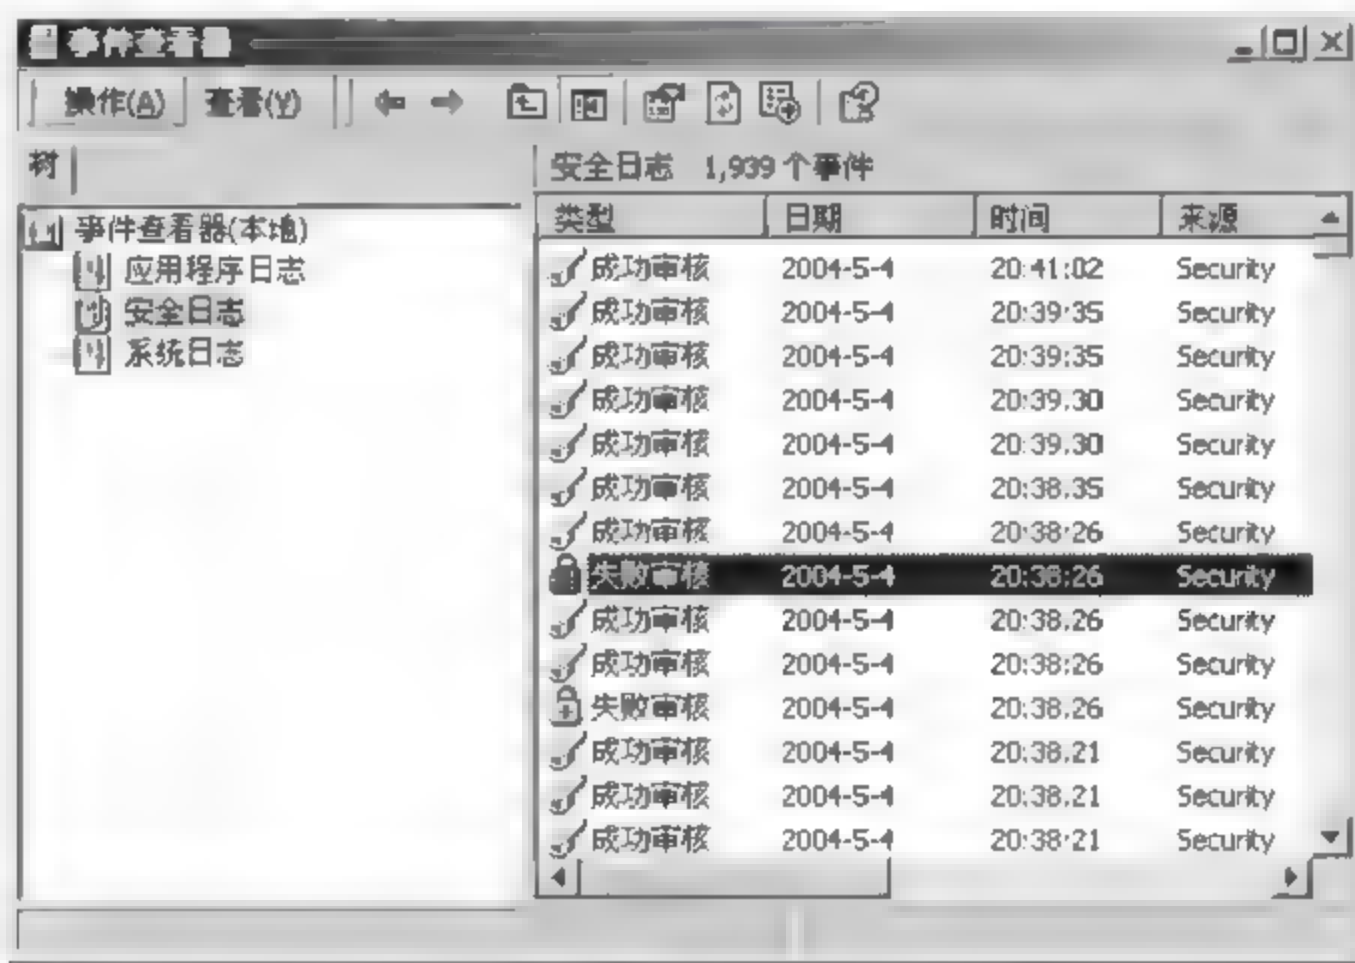 事件查看器
操作(A) 查看(V)
树
安全日志 1,939 个事件
事件查看器(本地)
应用程序日志
安全日志
系统日志
类型 日期 时间 来源
成功审核 2004-5-4 20:41:02 Security
成功审核 2004-5-4 20:39:35 Security
成功审核 2004-5-4 20:39:35 Security
成功审核 2004-5-4 20:39:30 Security
成功审核 2004-5-4 20:39:30 Security
成功审核 2004-5-4 20:38:35 Security
成功审核 2004-5-4 20:38:26 Security
失败审核 2004-5-4 20:38:26 Security
成功审核 2004-5-4 20:38:26 Security
成功审核 2004-5-4 20:38:26 Security
失败审核 2004-5-4 20:38:26 Security
成功审核 2004-5-4 20:38:21 Security
成功审核 2004-5-4 20:38:21 Security
成功审核 2004-5-4 20:38:21 Security